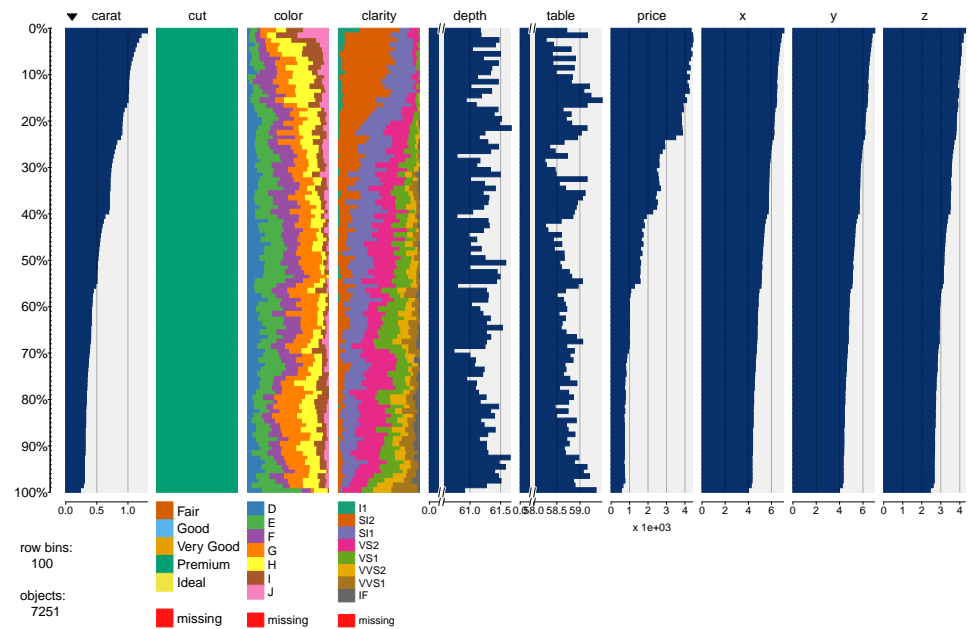 carat cut color clarity depth table price x y z
0%
10%
20%
30%
40%
50%
60%
70%
80%
90%
100%
0.0 0.5 1.0 61.0 61.5 0.0 58.0 58.5 59.0 0 1 2 3 4 0 2 4 6 0 2 4 6 0 1 2 3 4
x 1e+03
Fair
Good
Very Good
Premium
Ideal
missing
D
E
F
G
H
I
J
missing
I1
SI2
SI1
VS2
VS1
VVS2
VVS1
IF
missing
row bins:
100
objects:
7251